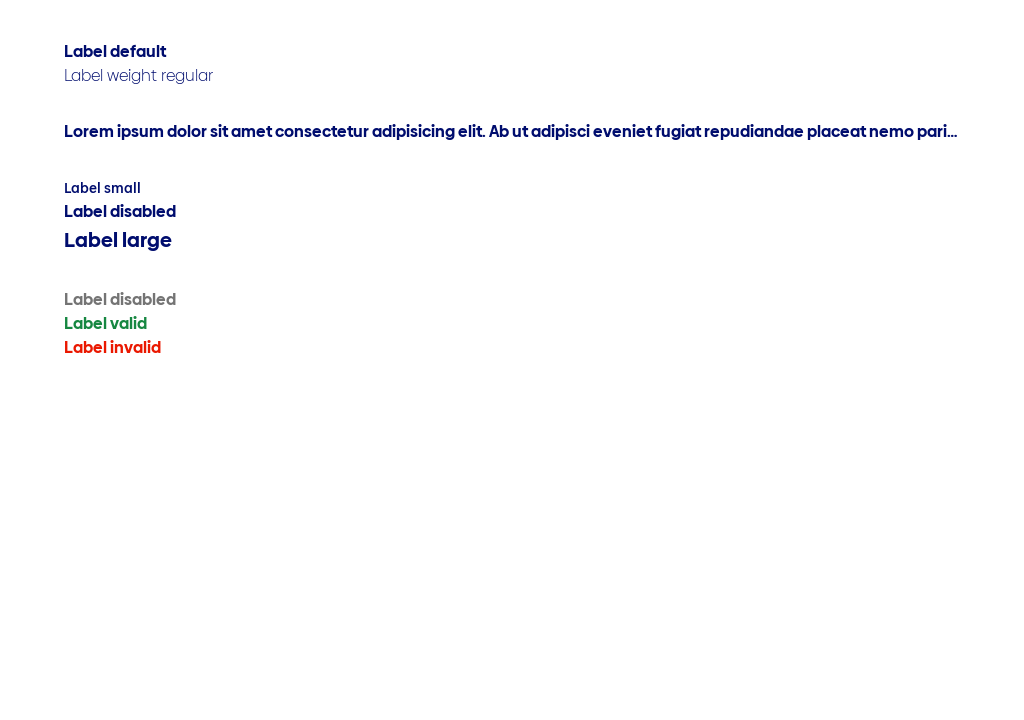 Label default
Label weight regular
Lorem ipsum dolor sit amet consectetur adipisicing elit. Ab ut adipisci eveniet fugiat repudiandae placeat nemo pari…
Label small
Label disabled
Label large
Label disabled
Label valid
Label invalid